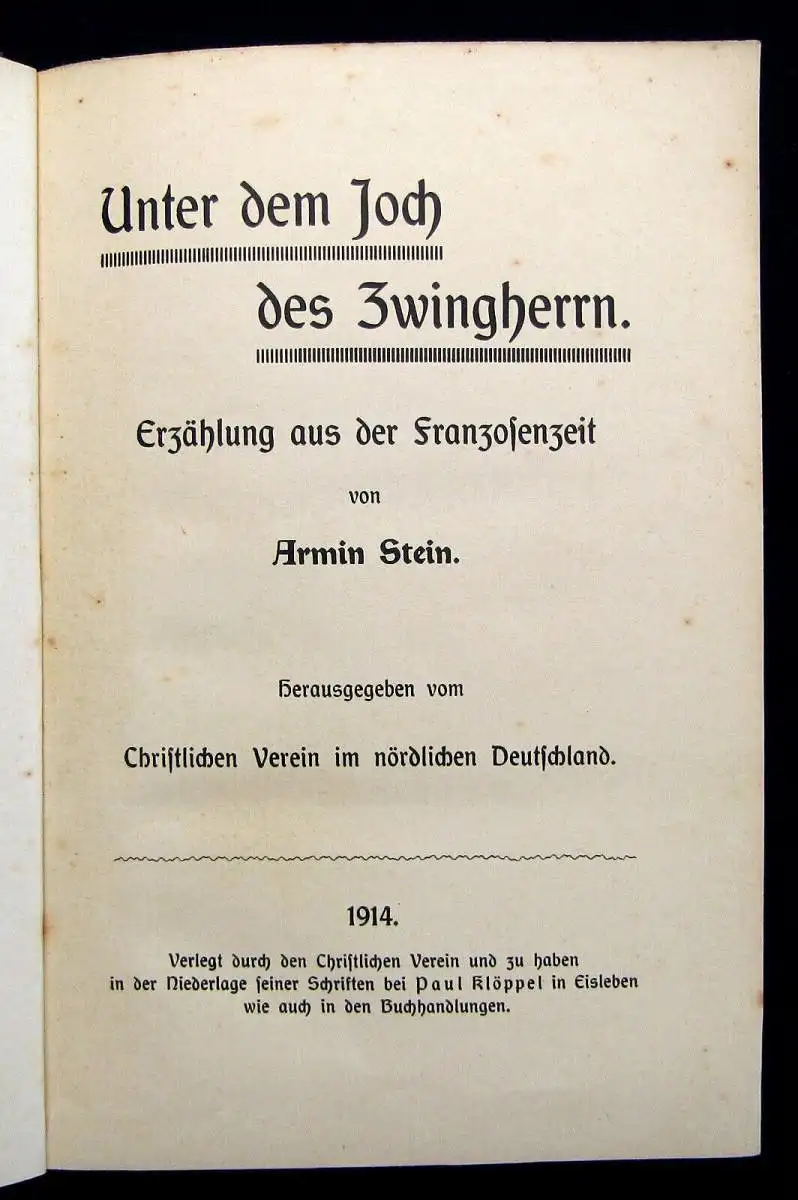 Unter dem Joch
des Zwingherrn.
Erzählung aus der Franzoſenzeit
von
Armin Stein.
Herausgegeben vom
Chriſtlichen Verein im nördlichen Deutſchland.
1914.
Verlegt durch den Chriſtlichen Verein und zu haben
in der Niederlage ſeiner Schriften bei Paul Klöppel in Eisleben
wie auch in den Buchhandlungen.